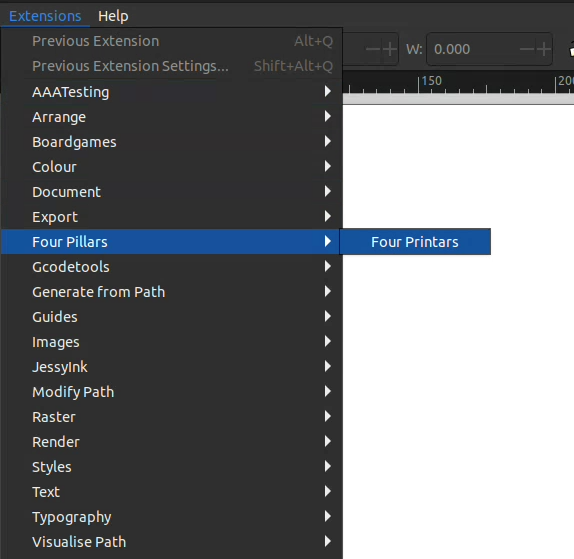 Extensions Help
Previous Extension Alt+Q
Previous Extension Settings... Shift+Alt+Q
W: 0.000
150 200
AAATesting
Arrange
Boardgames
Colour
Document
Export
Four Pillars
Four Printars
Gcodetools
Generate from Path
Guides
Images
JessyInk
Modify Path
Raster
Render
Styles
Text
Typography
Visualise Path